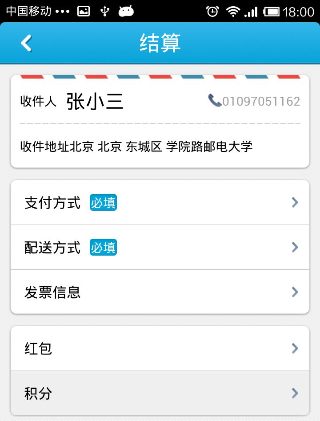 中国移动 ••• 18:00
结算
收件人 张小三 01097051162
收件地址北京 北京 东城区 学院路邮电大学
支付方式 必填
配送方式 必填
发票信息
红包
积分